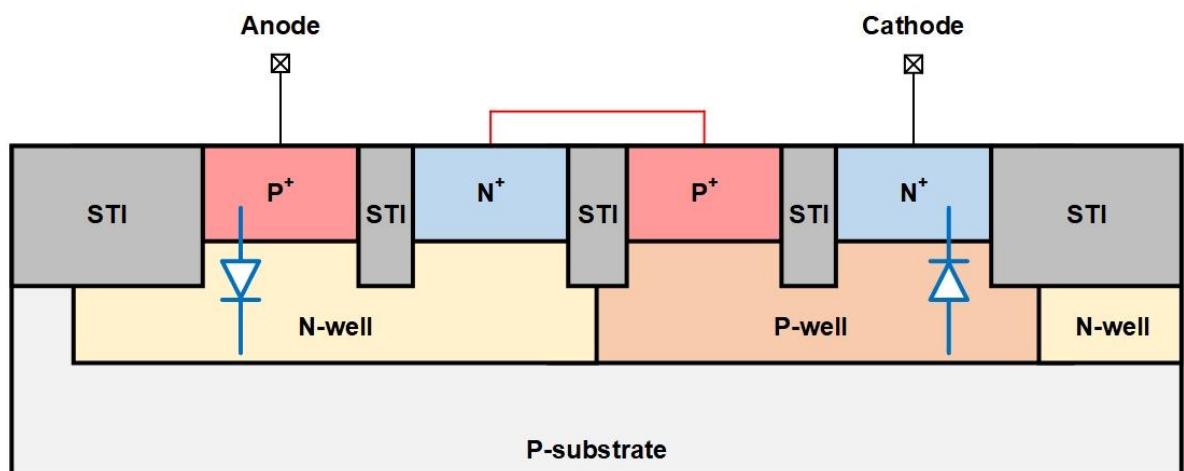 Anode
Cathode
STI
P+
STI
N+
STI
P+
STI
N+
STI
N-well
P-well
N-well
P-substrate